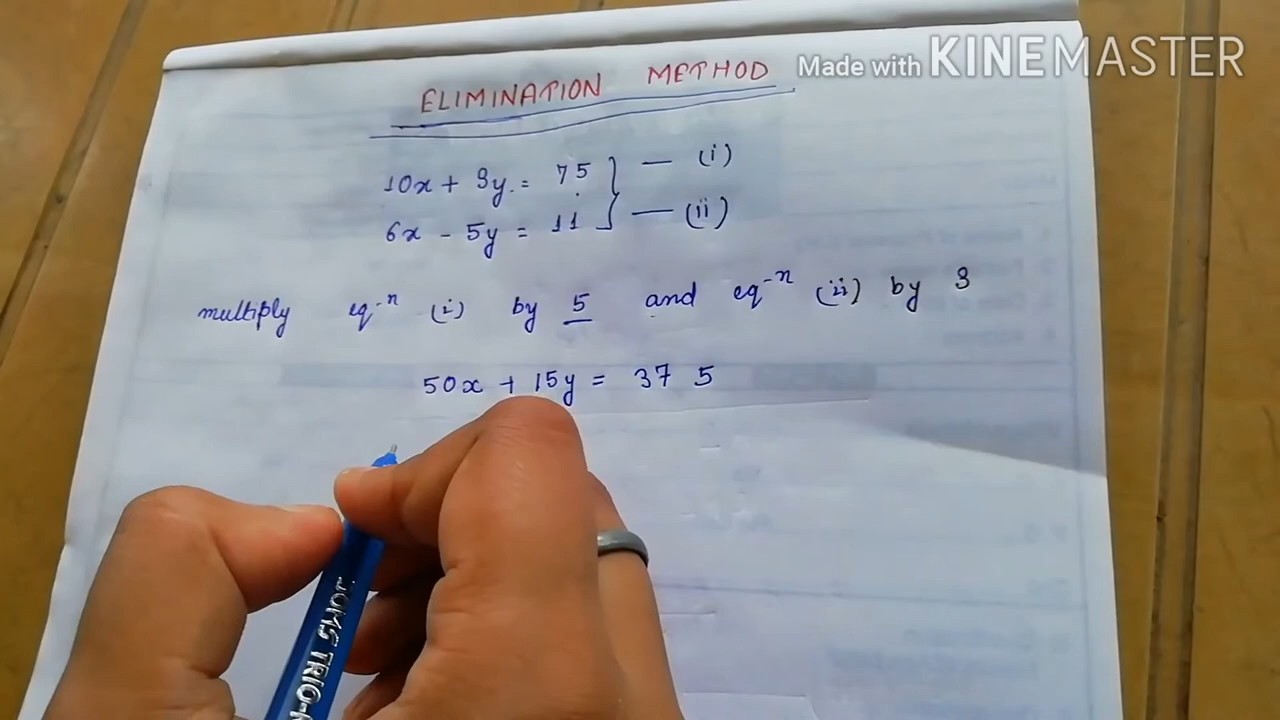 Made with KINEMASTER
ELIMINATION METHOD
10x + 3y = 75 } — (i)
6x - 5y = 11 } — (ii)
multiply eq-n (i) by 5 and eq-n (ii) by 3
50x + 15y = 375